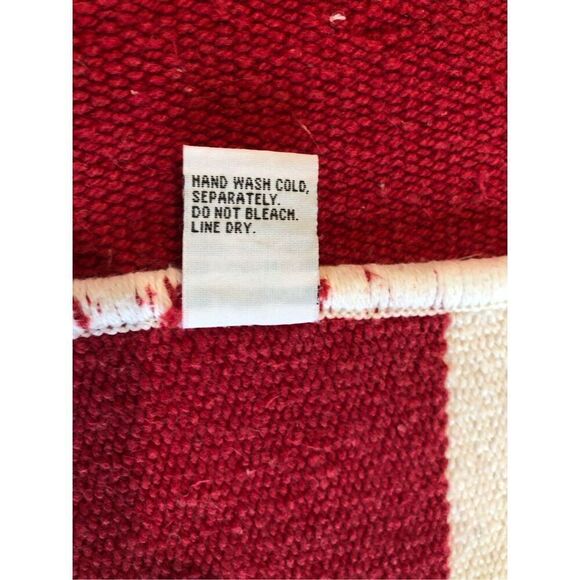 HAND WASH COLD,
SEPARATELY.
DO NOT BLEACH.
LINE DRY.